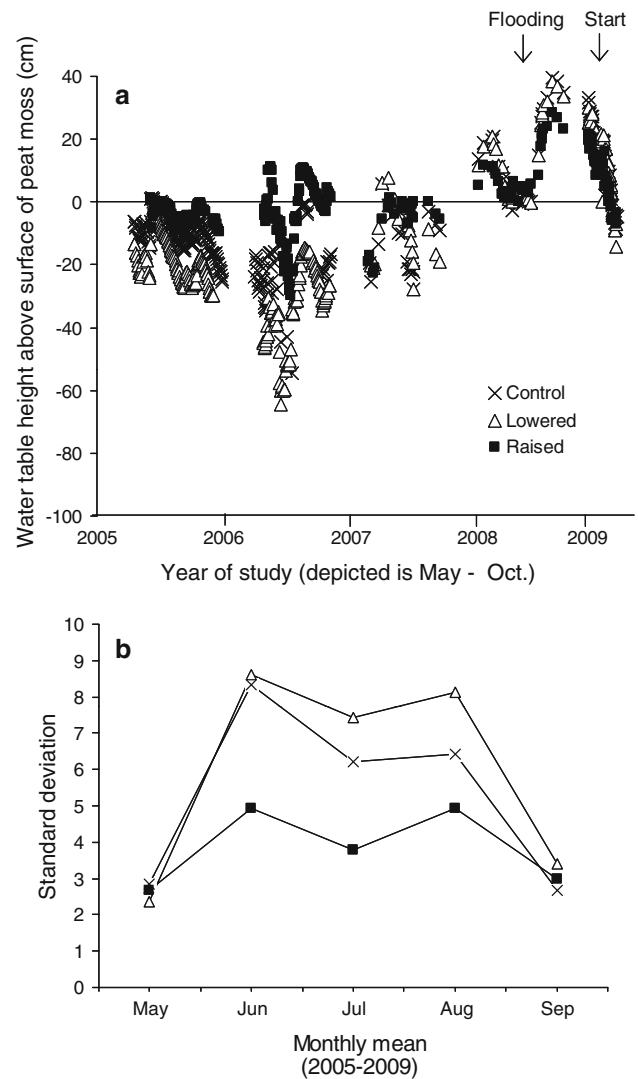 Flooding Start
a
Water table height above surface of peat moss (cm)
40
20
0
-20
-40
-60
-80
-100
Control
Lowered
Raised
2005 2006 2007 2008 2009
Year of study (depicted is May - Oct.)
b
Standard deviation
10
9
8
7
6
5
4
3
2
1
0
May Jun Jul Aug Sep
Monthly mean
(2005-2009)